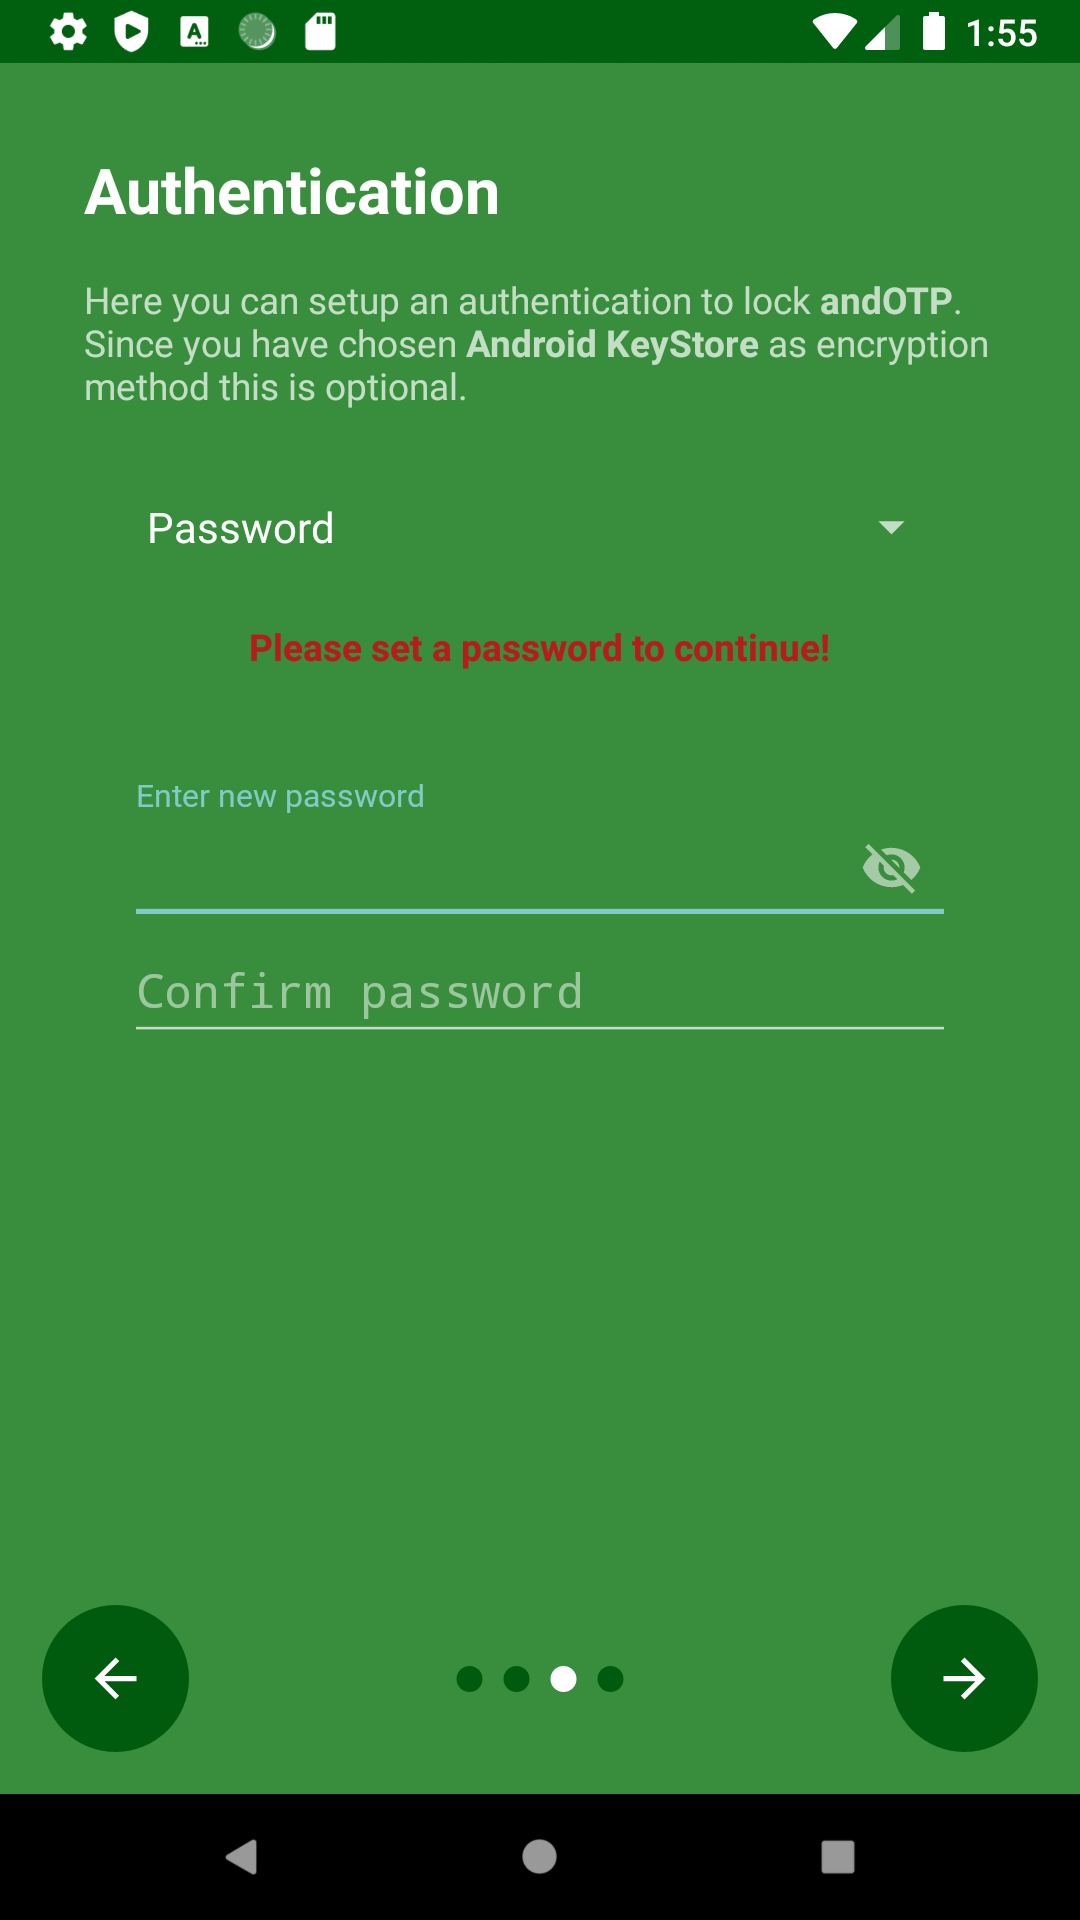 1:55
Authentication
Here you can setup an authentication to lock andOTP.
Since you have chosen Android KeyStore as encryption
method this is optional.
Password
Please set a password to continue!
Enter new password
Confirm password